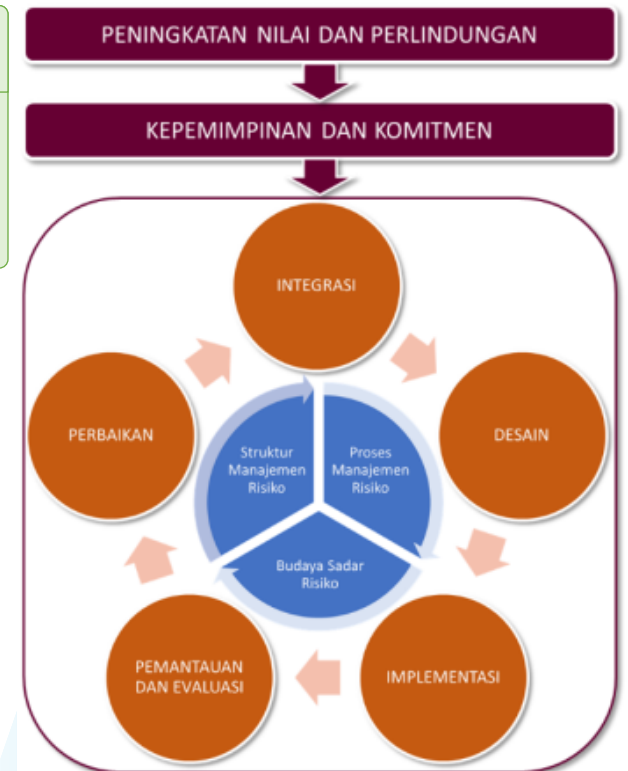 PENINGKATAN NILAI DAN PERLINDUNGAN
KEPEMIMPINAN DAN KOMITMEN
INTEGRASI
PERBAIKAN
DESAIN
Struktur
Manajemen
Risiko
Proses
Manajemen
Risiko
Budaya Sadar
Risiko
PEMANTAUAN
DAN EVALUASI
IMPLEMENTASI